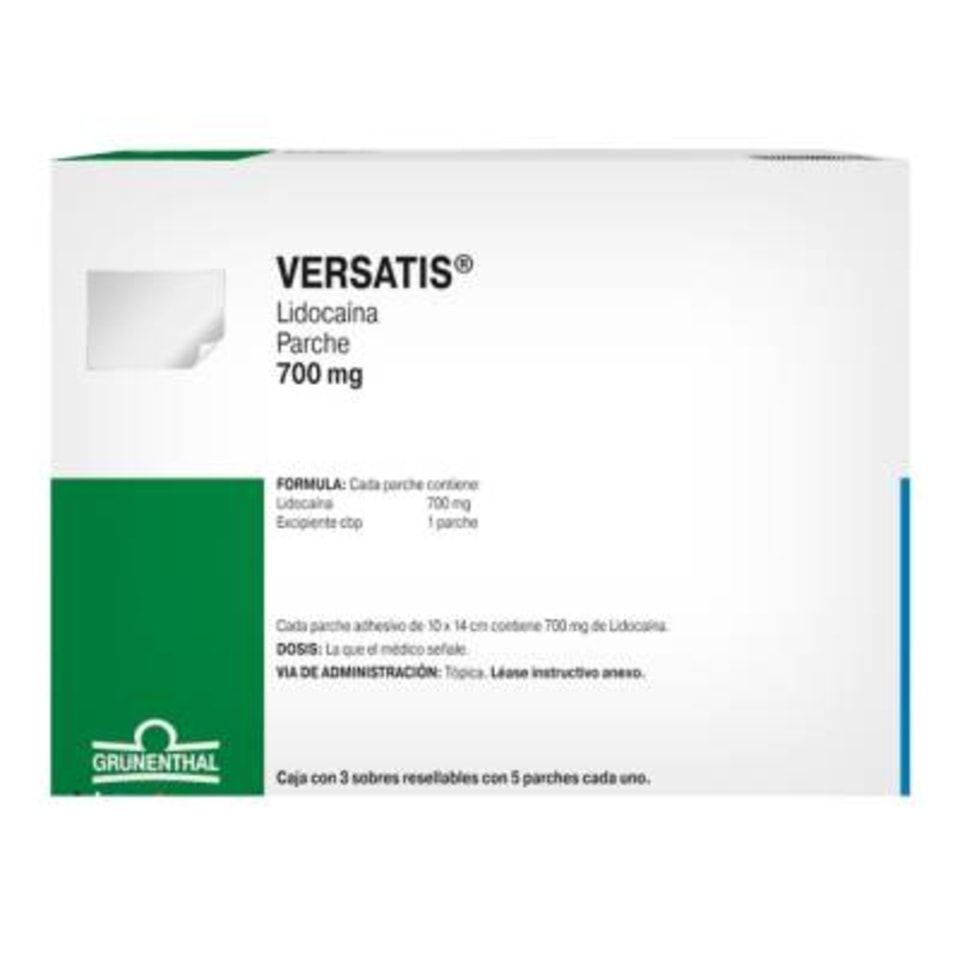 VERSATIS®
Lidocaína
Parche
700 mg
FORMULA: Cada parche contiene:
Lidocaína 700 mg
Excipiente cbp 1 parche
Cada parche adhesivo de 10 x 14 cm contiene 700 mg de Lidocaína.
DOSIS: La que el médico señale.
VIA DE ADMINISTRACIÓN: Tópica. Léase instructivo anexo.
GRUNENTHAL
Caja con 3 sobres resellables con 5 parches cada uno.